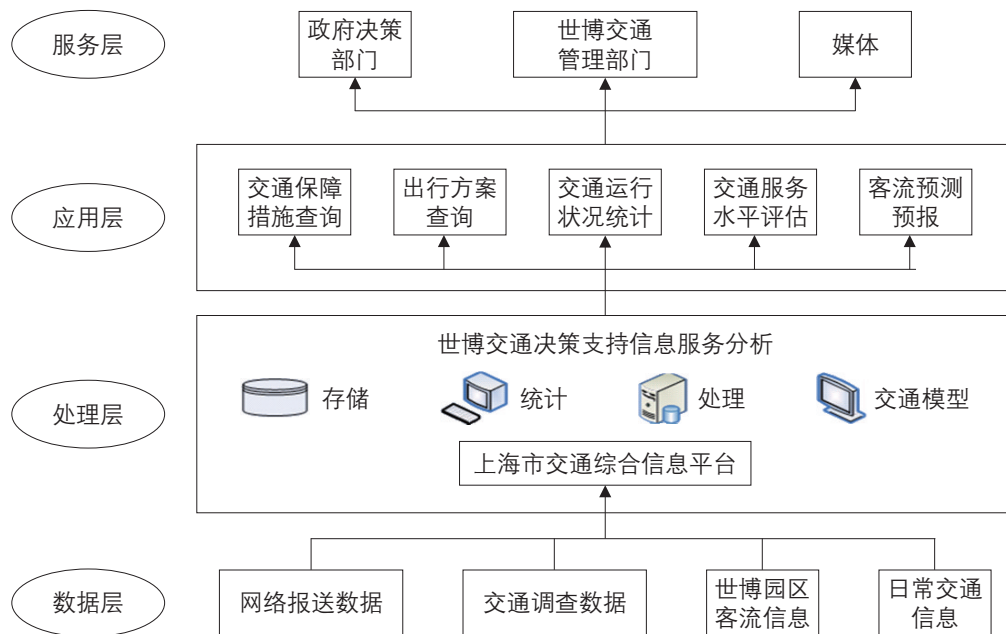 服务层
政府决策
部门
世博交通
管理部门
媒体
应用层
交通保障
措施查询
出行方案
查询
交通运行
状况统计
交通服务
水平评估
客流预测
预报
处理层
世博交通决策支持信息服务分析
存储
统计
处理
交通模型
上海市交通综合信息平台
数据层
网络报送数据
交通调查数据
世博园区
客流信息
日常交通
信息